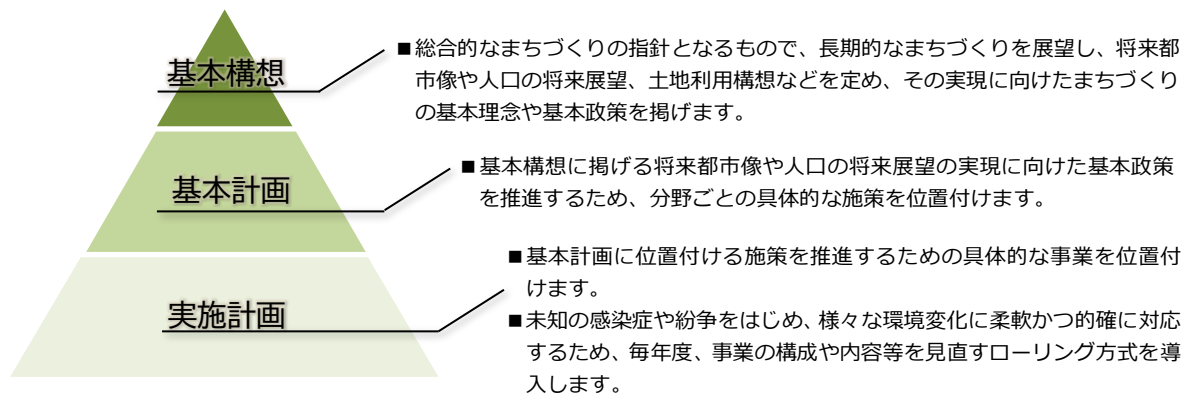 基本構想
■総合的なまちづくりの指針となるもので、長期的なまちづくりを展望し、将来都
市像や人口の将来展望、土地利用構想などを定め、その実現に向けたまちづくり
の基本理念や基本政策を掲げます。
基本計画
■基本構想に掲げる将来都市像や人口の将来展望の実現に向けた基本政策
を推進するため、分野ごとの具体的な施策を位置付けます。
実施計画
■基本計画に位置付ける施策を推進するための具体的な事業を位置付
けます。
■未知の感染症や紛争をはじめ、様々な環境変化に柔軟かつ的確に対応
するため、毎年度、事業の構成や内容等を見直すローリング方式を導
入します。